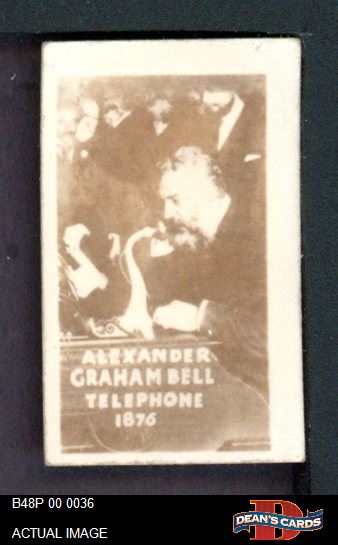 ALEXANDER
GRAHAM BELL
TELEPHONE
1876
B48P 00 0036
ACTUAL IMAGE
DEAN'S CARDS